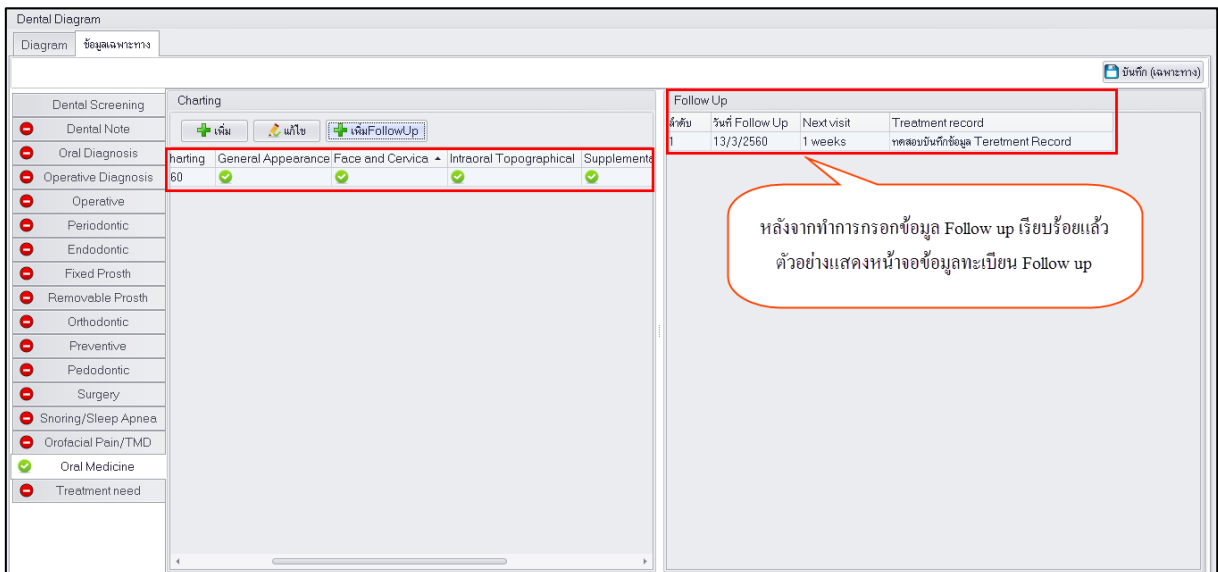 Dental Diagram
Diagram ข้อมูลเฉพาะทาง
บันทึก (เฉพาะทาง)
Dental Screening
Dental Note
Oral Diagnosis
Operative Diagnosis
Operative
Periodontic
Endodontic
Fixed Prosth
Removable Prosth
Orthodontic
Preventive
Pedodontic
Surgery
Snoring/Sleep Apnea
Orofacial Pain/TMD
Oral Medicine
Treatment need
Charting
เพิ่ม แก้ไข เพิ่มFollowUp
harting General Appearance Face and Cervica Intraoral Topographical Supplementa
60
Follow Up
ลำดับ วันที่ Follow Up Next visit Treatment record
1 13/3/2560 1 weeks ทดสอบบันทึกข้อมูล Teretment Record
หลังจากทำการกรอกข้อมูล Follow up เรียบร้อยแล้ว
ตัวอย่างแสดงหน้าจอข้อมูลทะเบียน Follow up